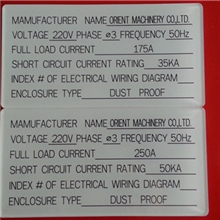 MANUFACTURER NAME ORIENT MACHINERY CO.,LTD.
VOLTAGE 220V PHASE ø3 FREQUENCY 50Hz
FULL LOAD CURRENT 175A
SHORT CIRCUIT CURRENT RATING 35KA
INDEX # OF ELECTRICAL WIRING DIAGRAM
ENCLOSURE TYPE DUST PROOF
MANUFACTURER NAME ORIENT MACHINERY CO.,LTD.
VOLTAGE 220V PHASE ø3 FREQUENCY 50Hz
FULL LOAD CURRENT 250A
SHORT CIRCUIT CURRENT RATING 50KA
INDEX # OF ELECTRICAL WIRING DIAGRAM
ENCLOSURE TYPE DUST PROOF